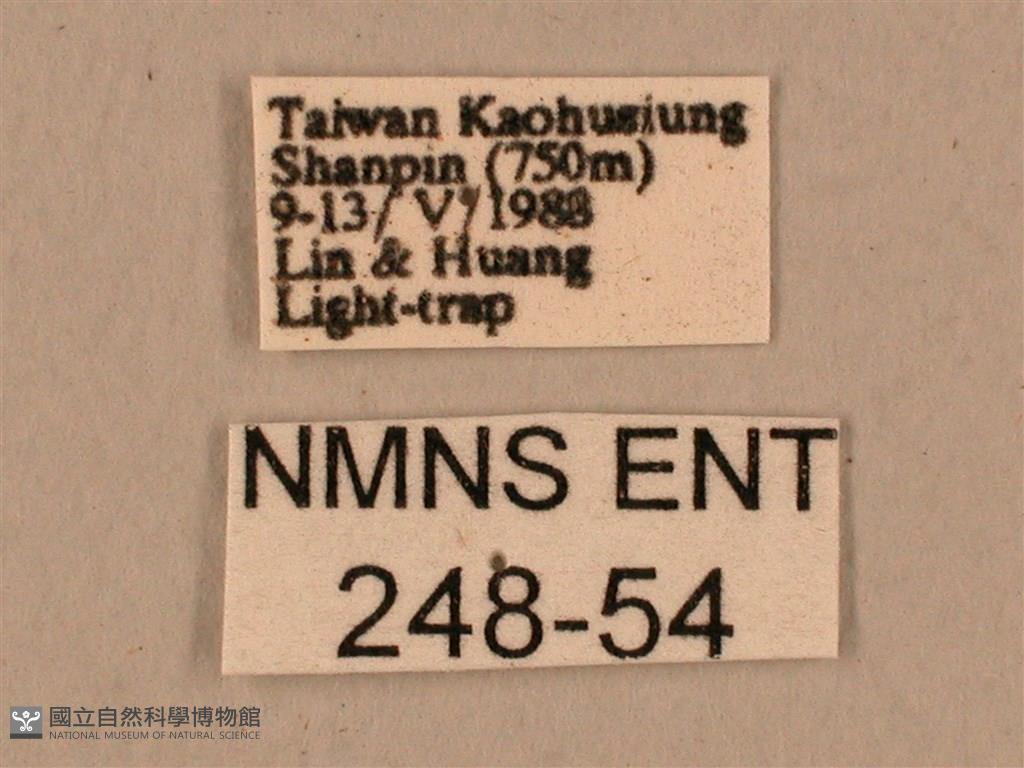 Taiwan Kaohusiung
Shanpin (750m)
9-13/ V/ 1988
Lin & Huang
Light-trap
NMNS ENT
248-54
國立自然科學博物館
NATIONAL MUSEUM OF NATURAL SCIENCE